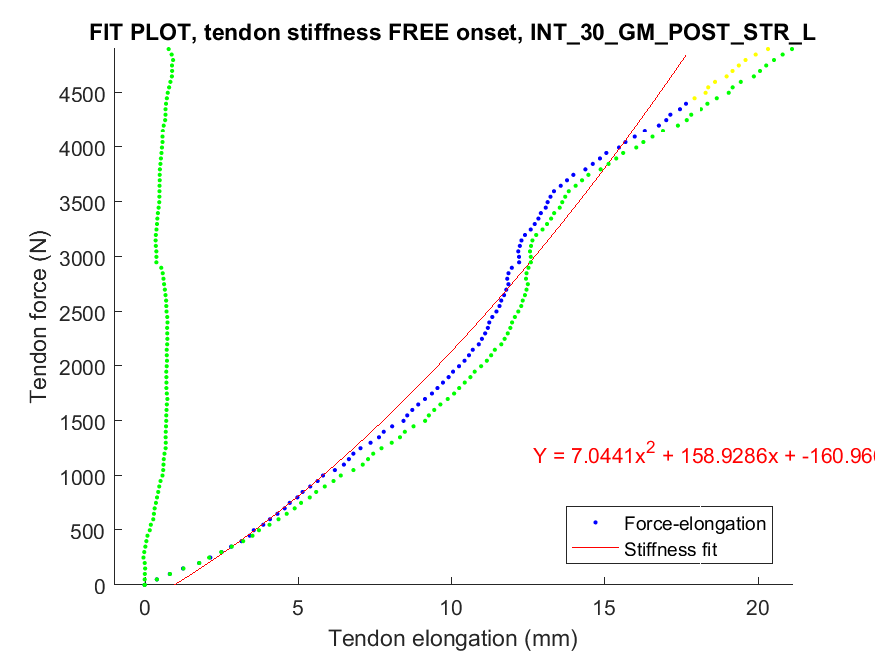 FIT PLOT, tendon stiffness FREE onset, INT_30_GM_POST_STR_L
4500
4000
3500
3000
2500
2000
1500
1000
500
0
Tendon force (N)
Y = 7.0441x² + 158.9286x + -160.96
Force-elongation
Stiffness fit
0 5 10 15 20
Tendon elongation (mm)